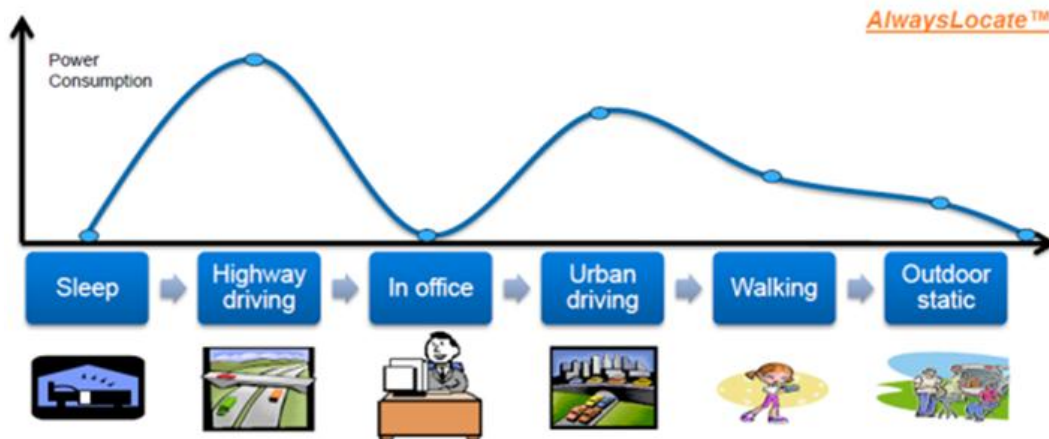 AlwaysLocate™
Power
Consumption
Sleep
Highway
driving
In office
Urban
driving
Walking
Outdoor
static